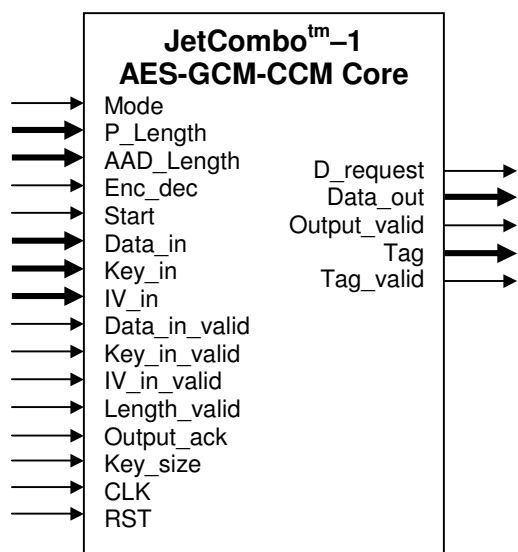 JetCombo™–1
AES-GCM-CCM Core
Mode
P_Length
AAD_Length
Enc_dec
Start
Data_in
Key_in
IV_in
Data_in_valid
Key_in_valid
IV_in_valid
Length_valid
Output_ack
Key_size
CLK
RST
D_request
Data_out
Output_valid
Tag
Tag_valid